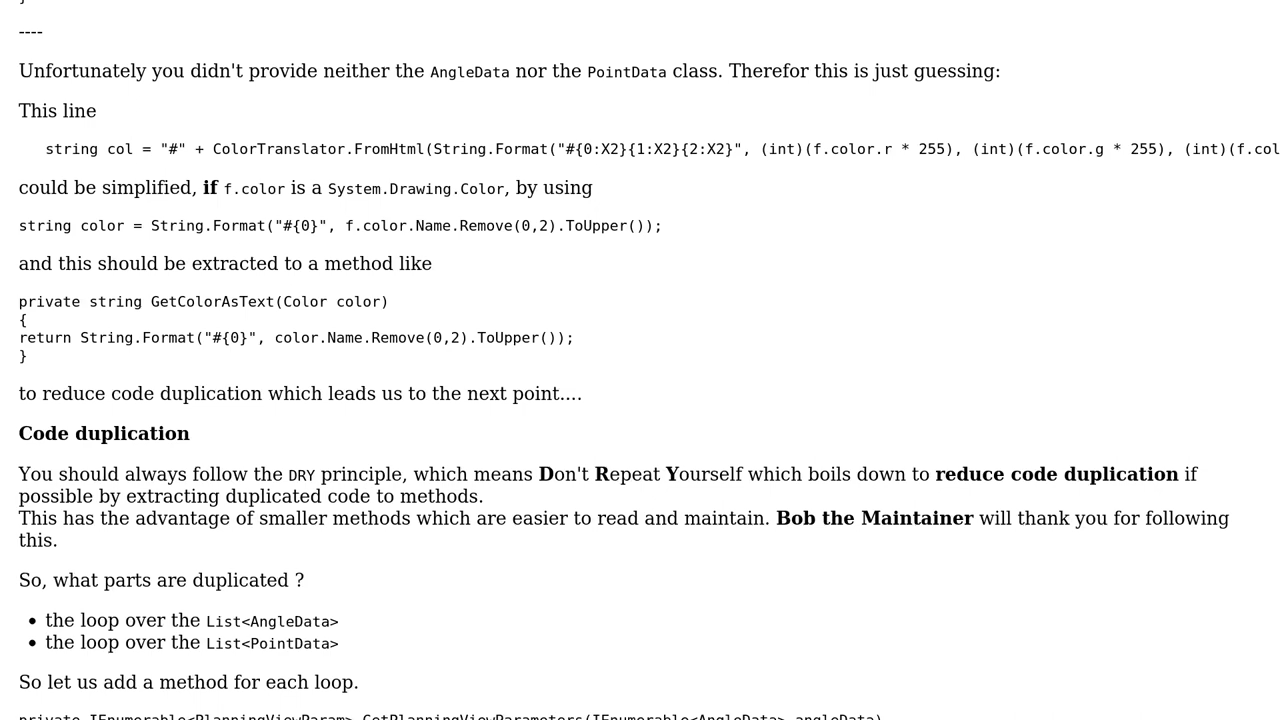 ----
Unfortunately you didn't provide neither the AngleData nor the PointData class. Therefor this is just guessing:
This line
string col = "#" + ColorTranslator.FromHtml(String.Format("#{0:X2}{1:X2}{2:X2}", (int)(f.color.r * 255), (int)(f.color.g * 255), (int)(f.col
could be simplified, if f.color is a System.Drawing.Color, by using
string color = String.Format("#{0}", f.color.Name.Remove(0,2).ToUpper());
and this should be extracted to a method like
private string GetColorAsText(Color color)
{
return String.Format("#{0}", color.Name.Remove(0,2).ToUpper());
}
to reduce code duplication which leads us to the next point....
Code duplication
You should always follow the DRY principle, which means Don't Repeat Yourself which boils down to reduce code duplication if
possible by extracting duplicated code to methods.
This has the advantage of smaller methods which are easier to read and maintain. Bob the Maintainer will thank you for following
this.
So, what parts are duplicated ?
• the loop over the List<AngleData>
• the loop over the List<PointData>
So let us add a method for each loop.
private IEnumerable<PlanningViewParam> GetPlanningViewParameters(IEnumerable<AngleData> angleData)